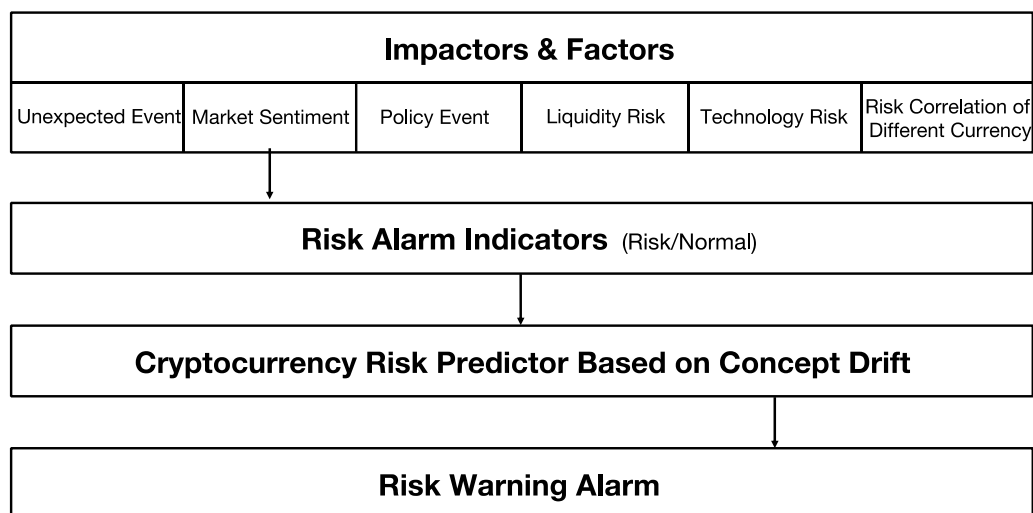 Impactors & Factors
Unexpected Event
Market Sentiment
Policy Event
Liquidity Risk
Technology Risk
Risk Correlation of
Different Currency
Risk Alarm Indicators (Risk/Normal)
Cryptocurrency Risk Predictor Based on Concept Drift
Risk Warning Alarm